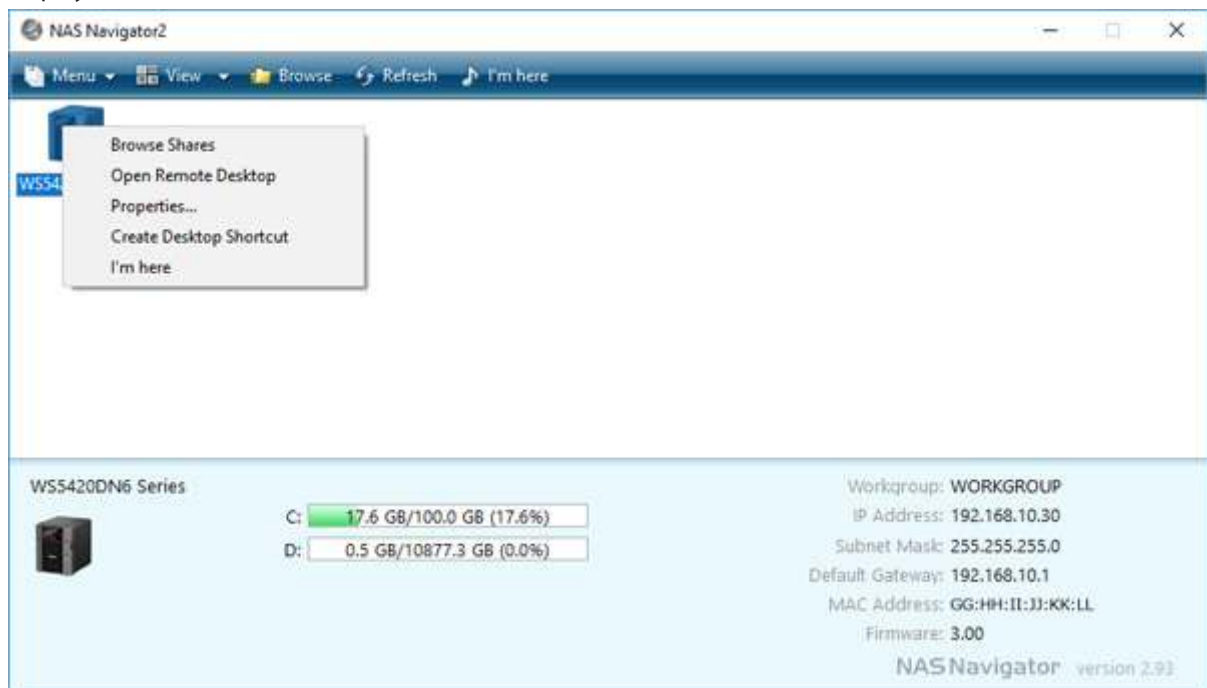 NAS Navigator2
Menu View Browse Refresh I'm here
Browse Shares
Open Remote Desktop
Properties...
Create Desktop Shortcut
I'm here
WS54
WS5420DN6 Series
C: 17.6 GB/100.0 GB (17.6%)
D: 0.5 GB/10877.3 GB (0.0%)
Workgroup: WORKGROUP
IP Address: 192.168.10.30
Subnet Mask: 255.255.255.0
Default Gateway: 192.168.10.1
MAC Address: GG:HH:II:JJ:KK:LL
Firmware: 3.00
NASNavigator version 2.93